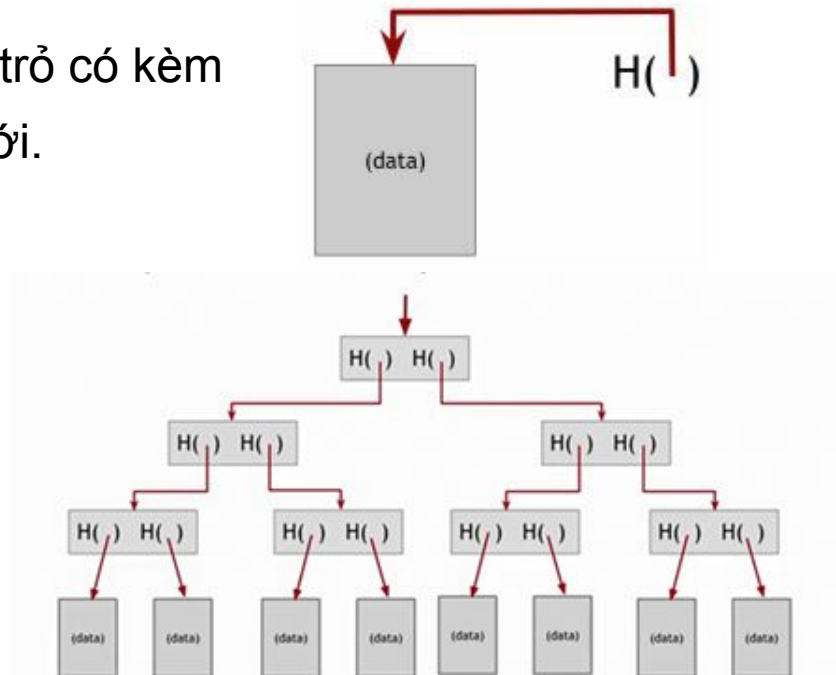 trỏ có kèm
ới.
H( )
(data)
H( ) H( )
H( ) H( ) H( ) H( )
H( ) H( ) H( ) H( ) H( ) H( ) H( ) H( )
(data) (data) (data) (data) (data) (data) (data) (data)